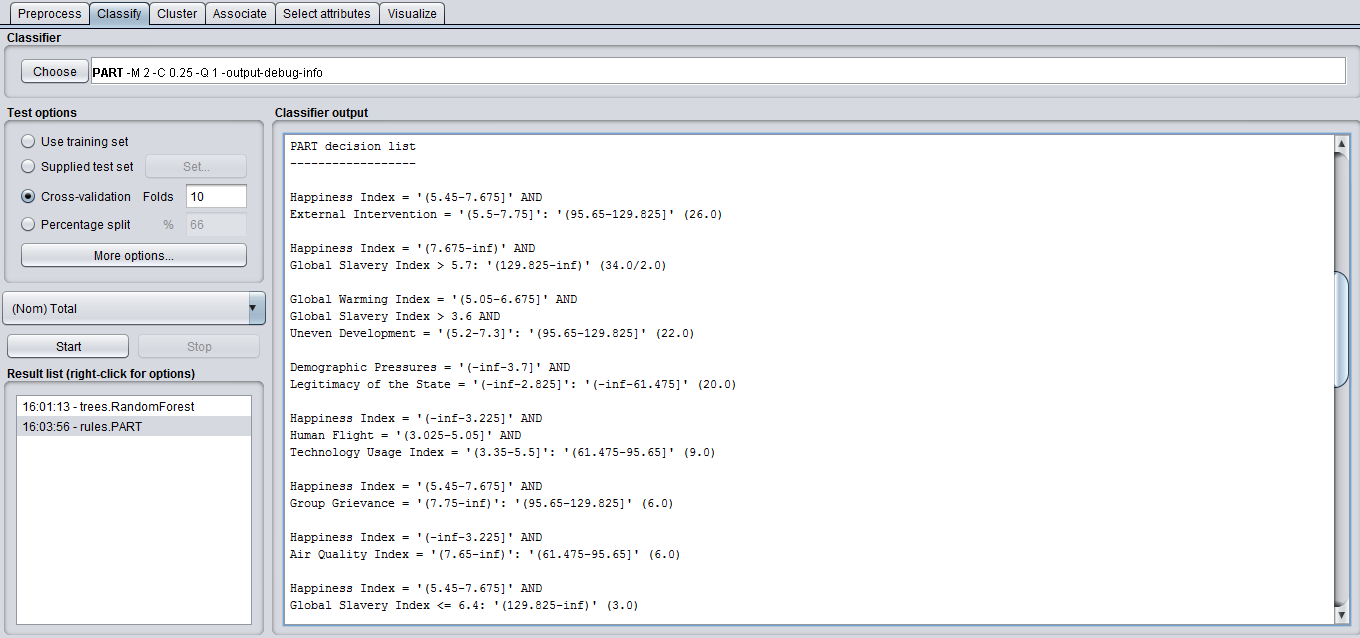 Preprocess Classify Cluster Associate Select attributes Visualize
Classifier
Choose PART -M 2 -C 0.25 -Q 1 -output-debug-info
Test options
Use training set
Supplied test set Set...
Cross-validation Folds 10
Percentage split % 66
More options...
(Nom) Total
Start Stop
Result list (right-click for options)
16:01:13 - trees.RandomForest
16:03:56 - rules.PART
Classifier output
PART decision list
------------------
Happiness Index = '(5.45-7.675]' AND
External Intervention = '(5.5-7.75]': '(95.65-129.825]' (26.0)
Happiness Index = '(7.675-inf)' AND
Global Slavery Index > 5.7: '(129.825-inf)' (34.0/2.0)
Global Warming Index = '(5.05-6.675]' AND
Global Slavery Index > 3.6 AND
Uneven Development = '(5.2-7.3]': '(95.65-129.825]' (22.0)
Demographic Pressures = '(-inf-3.7]' AND
Legitimacy of the State = '(-inf-2.825]': '(-inf-61.475]' (20.0)
Happiness Index = '(-inf-3.225]' AND
Human Flight = '(3.025-5.05]' AND
Technology Usage Index = '(3.35-5.5]': '(61.475-95.65]' (9.0)
Happiness Index = '(5.45-7.675]' AND
Group Grievance = '(7.75-inf)': '(95.65-129.825]' (6.0)
Happiness Index = '(-inf-3.225]' AND
Air Quality Index = '(7.65-inf)': '(61.475-95.65]' (6.0)
Happiness Index = '(5.45-7.675]' AND
Global Slavery Index <= 6.4: '(129.825-inf)' (3.0)